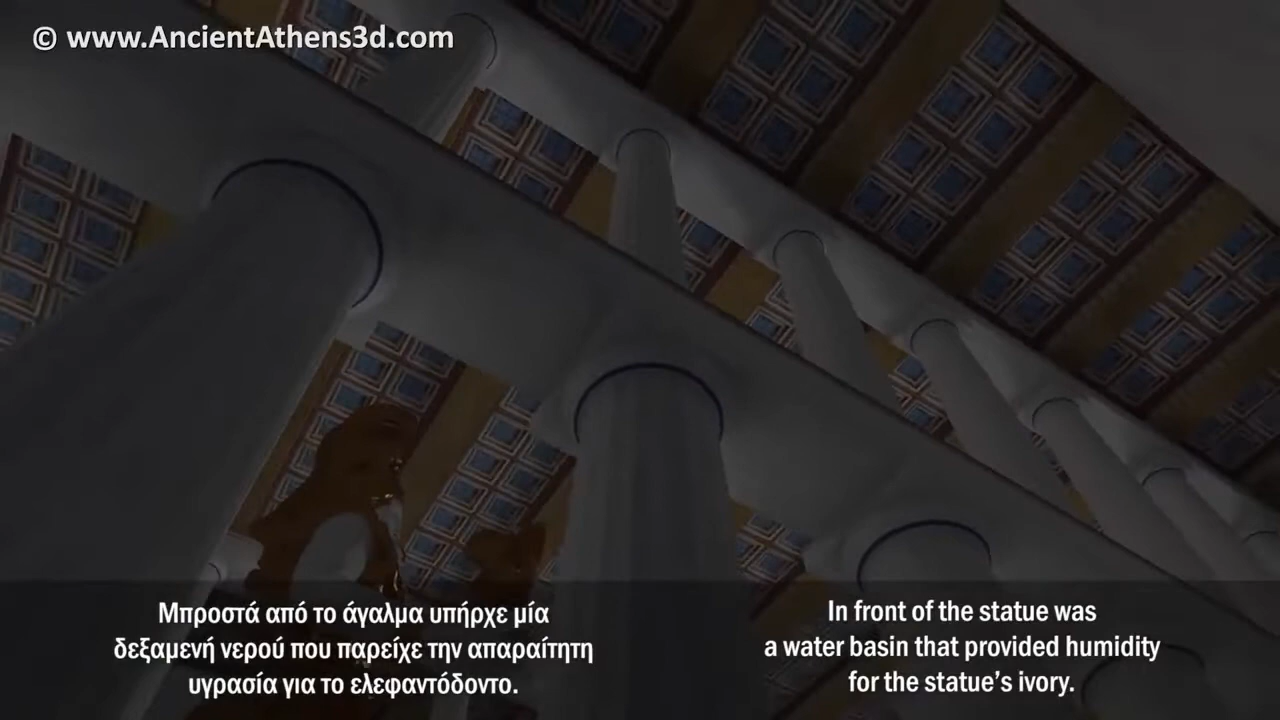 © www.AncientAthens3d.com
Μπροστά από το άγαλμα υπήρχε μία
δεξαμενή νερού που παρείχε την απαραίτητη
υγρασία για το ελεφαντόδοντο.
In front of the statue was
a water basin that provided humidity
for the statue's ivory.